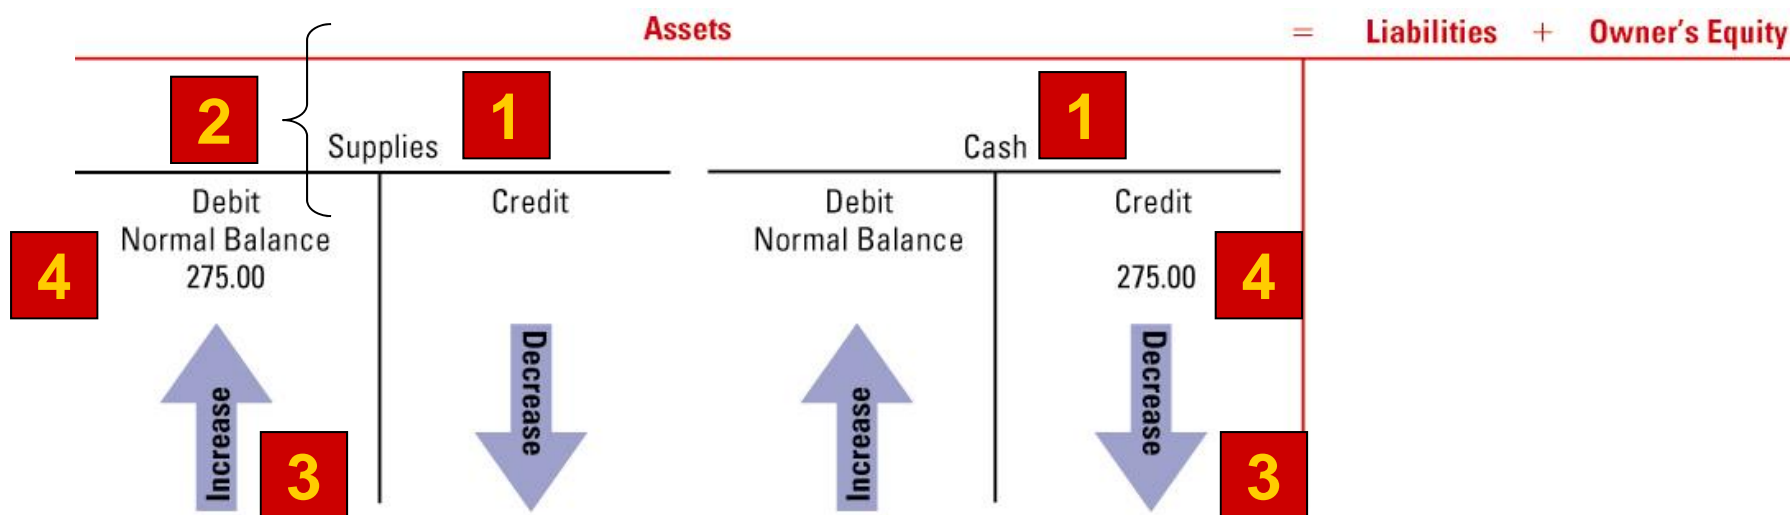 Assets = Liabilities + Owner's Equity
2 1 1
Supplies Cash
Debit Credit Debit Credit
Normal Balance Normal Balance
4 275.00 275.00 4
Increase Decrease Increase Decrease
3 3